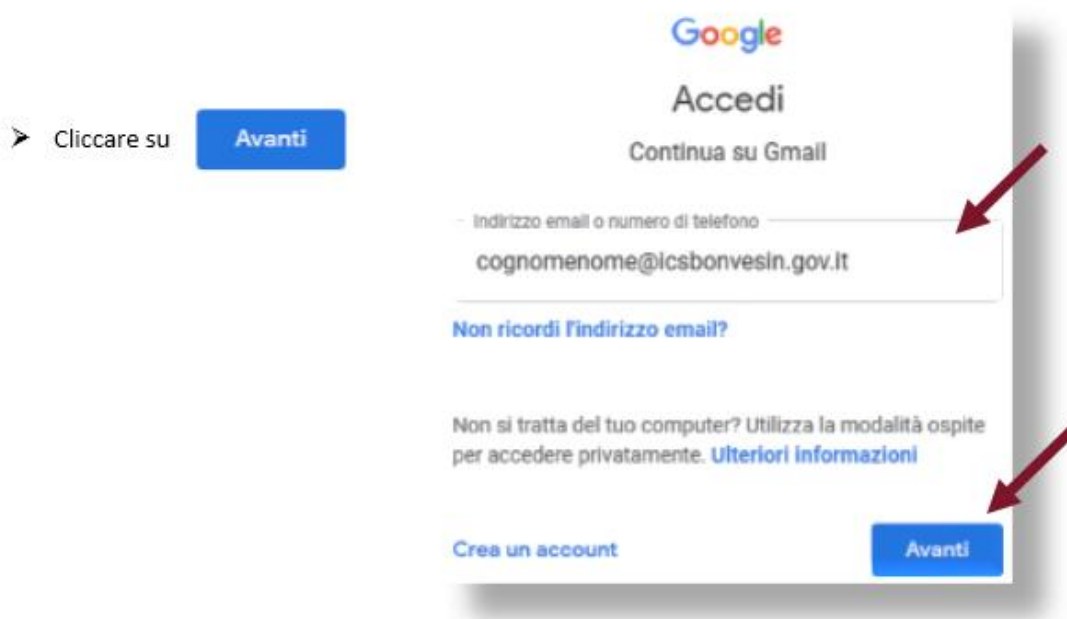 ➤ Cliccare su Avanti
Google
Accedi
Continua su Gmail
Indirizzo email o numero di telefono
cognomenome@icsbonvesin.gov.it
Non ricordi l'indirizzo email?
Non si tratta del tuo computer? Utilizza la modalità ospite
per accedere privatamente. Ulteriori informazioni
Crea un account
Avanti